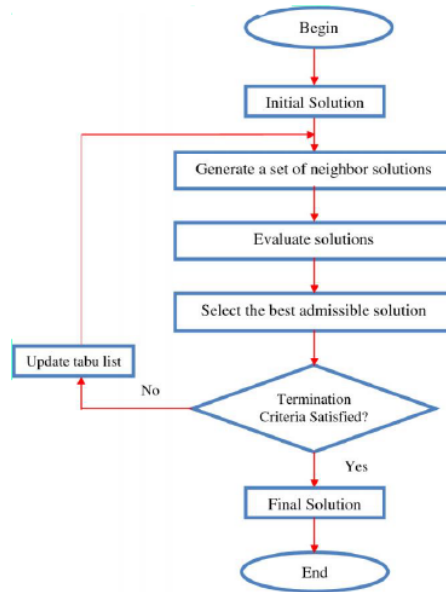 Begin
Initial Solution
Generate a set of neighbor solutions
Evaluate solutions
Select the best admissible solution
Update tabu list
No
Termination
Criteria Satisfied?
Yes
Final Solution
End